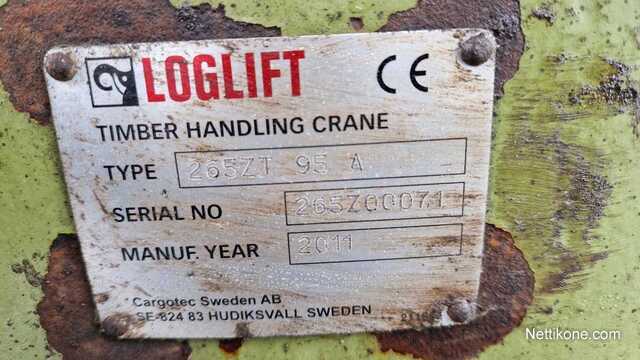 LOGLIFT CE
TIMBER HANDLING CRANE
TYPE 265ZT 95 A
SERIAL NO 265Z00071
MANUF. YEAR 2011
Cargotec Sweden AB
SE-824 83 HUDIKSVALL SWEDEN
Nettikone.com